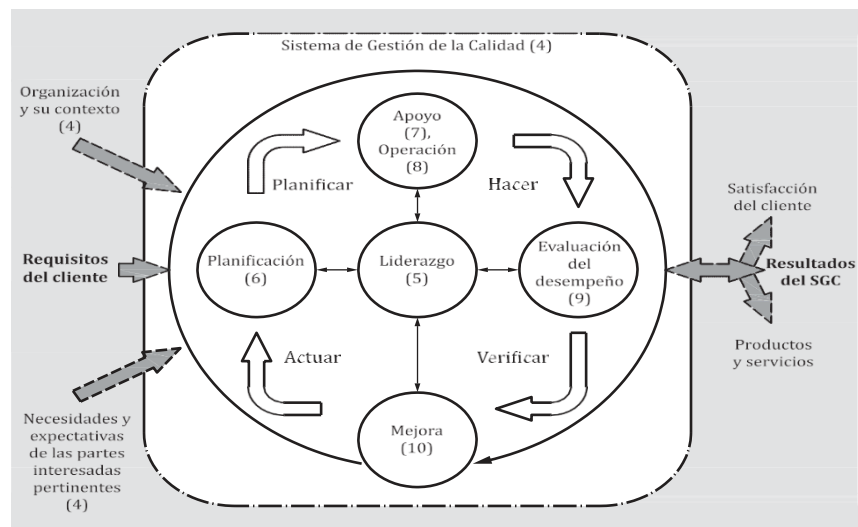 Sistema de Gestión de la Calidad (4)
Organización
y su contexto
(4)
Requisitos
del cliente
Necesidades y
expectativas
de las partes
interesadas
pertinentes
(4)
Planificar
Apoyo
(7),
Operación
(8)
Hacer
Planificación
(6)
Liderazgo
(5)
Evaluación
del
desempeño
(9)
Actuar
Verificar
Mejora
(10)
Satisfacción
del cliente
Resultados
del SGC
Productos
y servicios